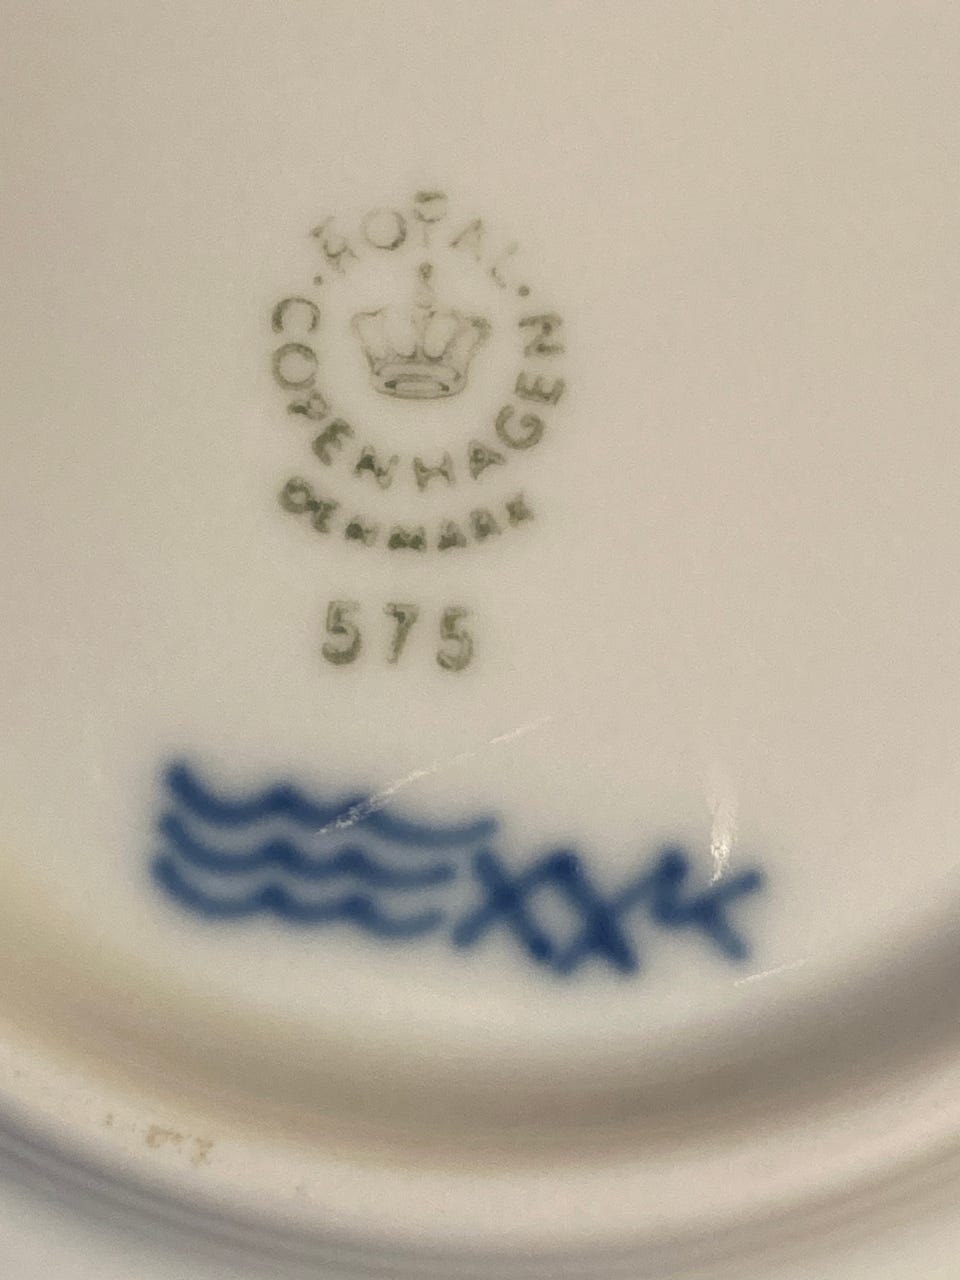 ROYAL
COPENHAGEN
DENMARK
575